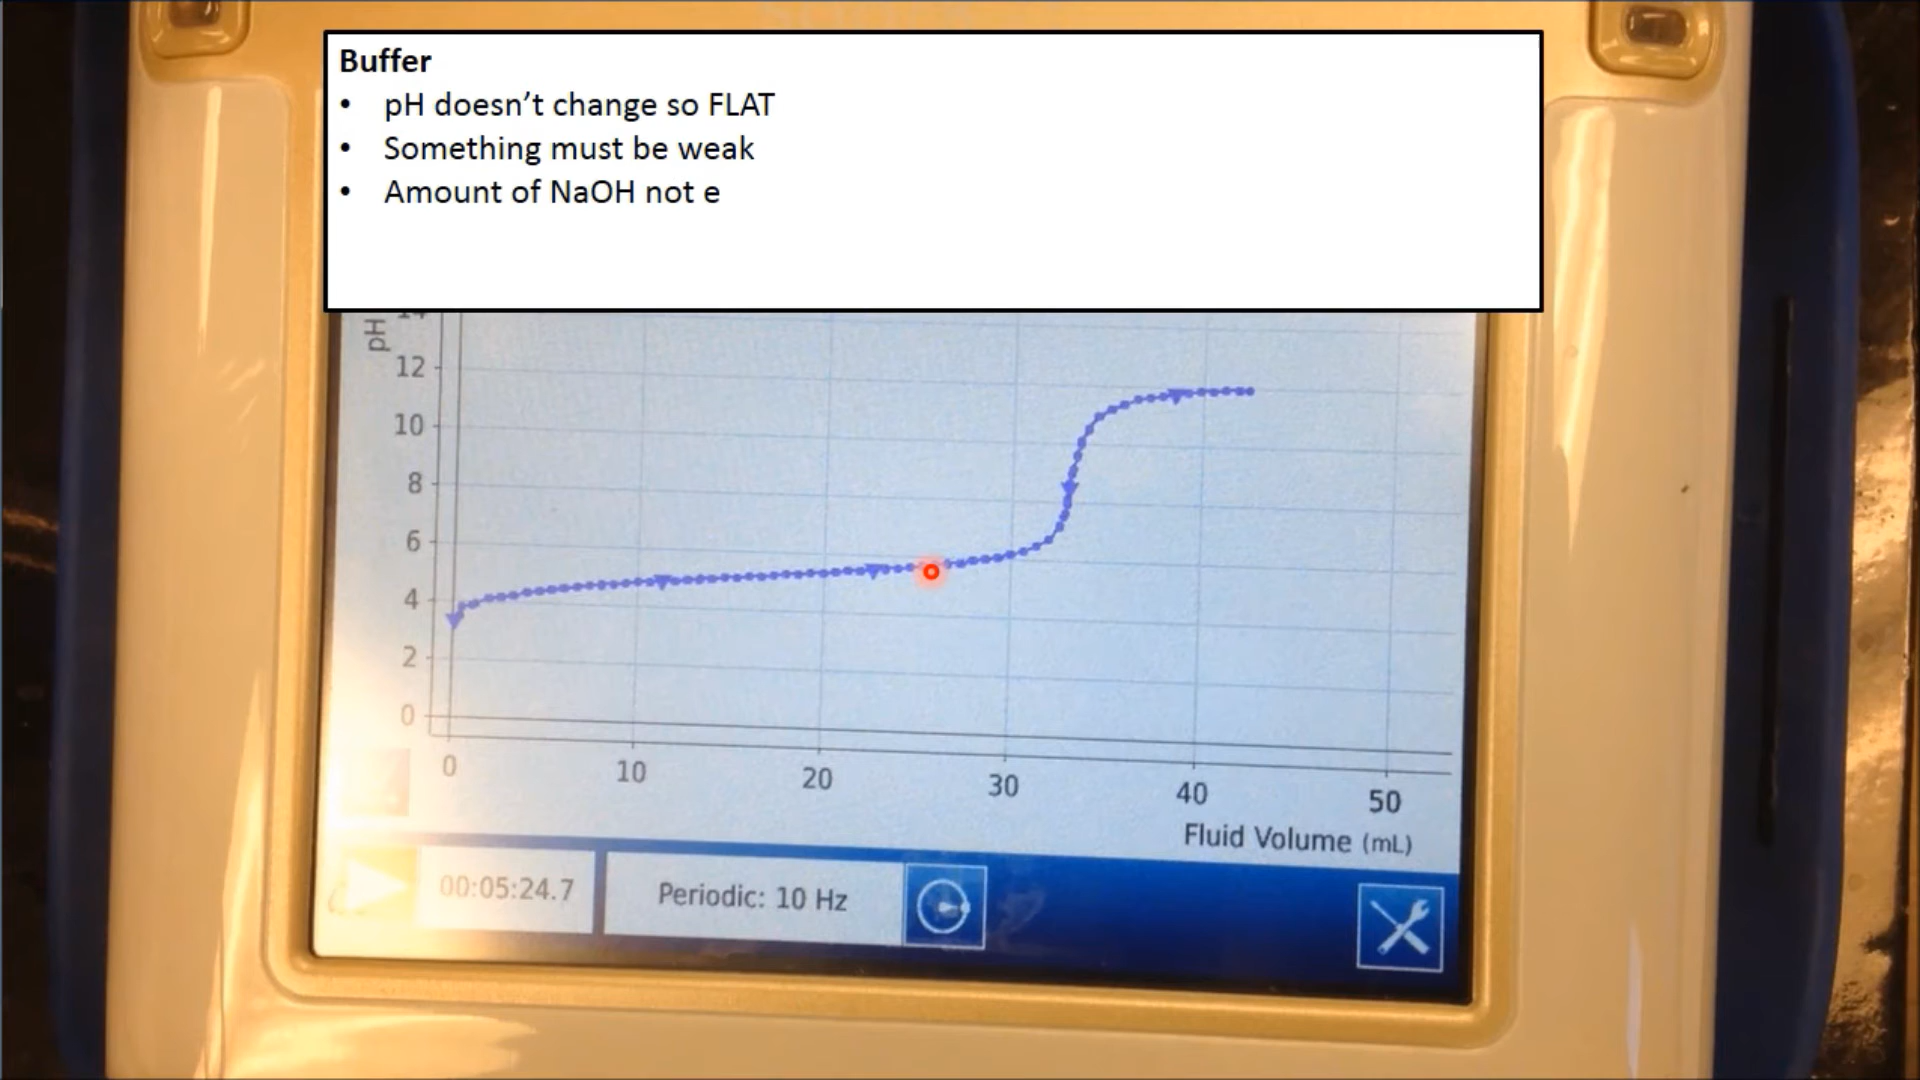 Buffer
• pH doesn’t change so FLAT
• Something must be weak
• Amount of NaOH not e
pH
14
12
10
8
6
4
2
0
0 10 20 30 40 50
Fluid Volume (mL)
00:05:24.7 Periodic: 10 Hz